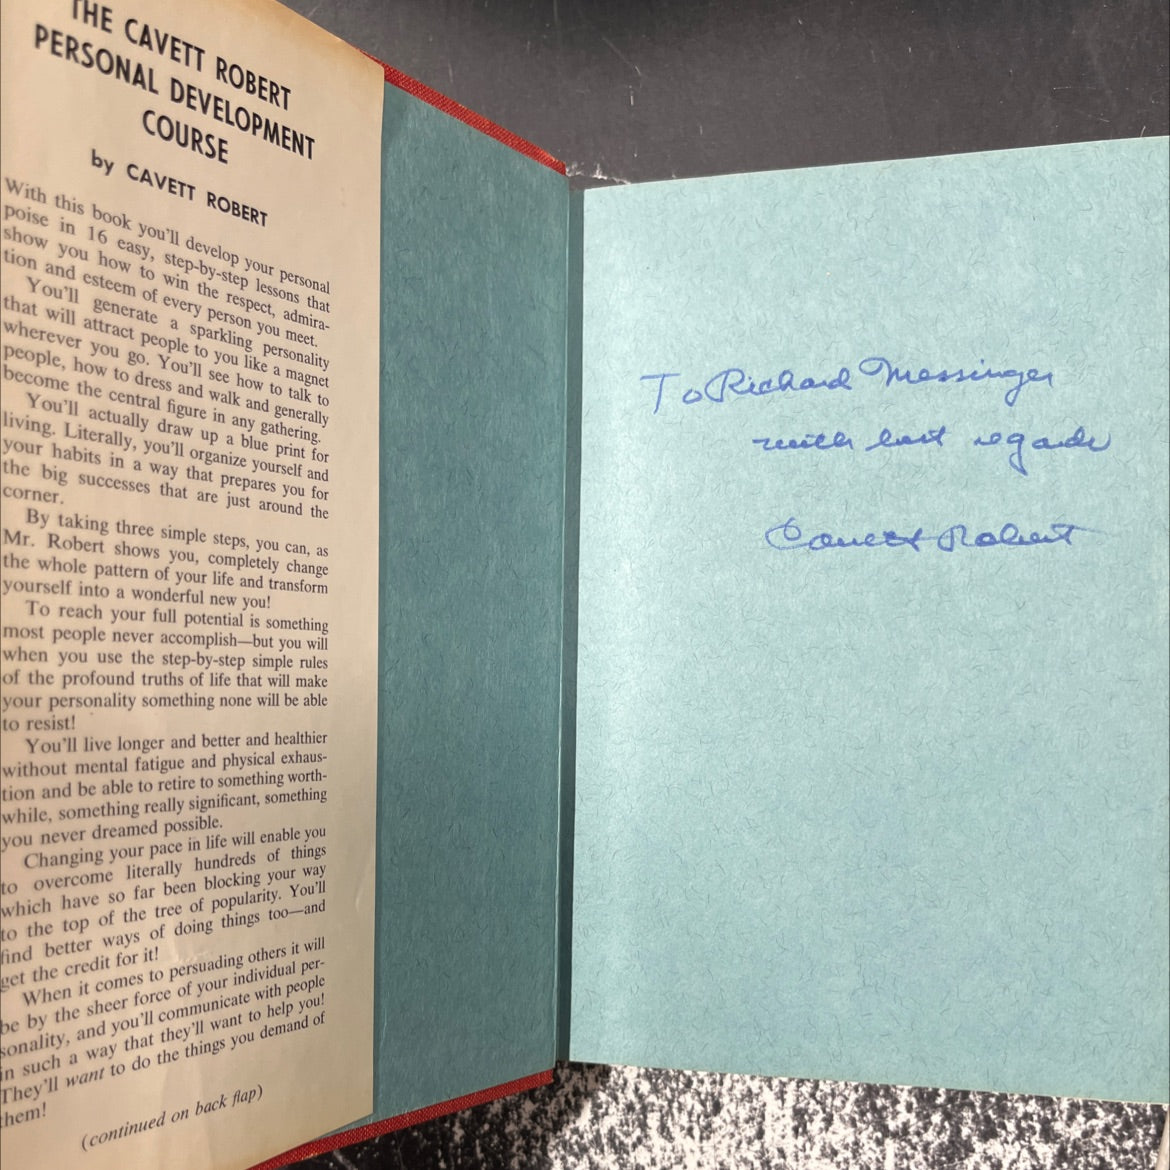 THE CAVETT ROBERT
PERSONAL DEVELOPMENT
COURSE
by CAVETT ROBERT
With this book you'll develop your personal
poise in 16 easy, step-by-step lessons that
show you how to win the respect, admira-
tion and esteem of every person you meet.
You'll generate a sparkling personality
that will attract people to you like a magnet
wherever you go. You'll see how to talk to
people, how to dress and walk and generally
become the central figure in any gathering.
You'll actually draw up a blue print for
living. Literally, you'll organize yourself and
your habits in a way that prepares you for
the big successes that are just around the
corner.
By taking three simple steps, you can, as
Mr. Robert shows you, completely change
the whole pattern of your life and transform
yourself into a wonderful new you!
To reach your full potential is something
most people never accomplish—but you will
when you use the step-by-step simple rules
of the profound truths of life that will make
your personality something none will be able
to resist!
You'll live longer and better and healthier
without mental fatigue and physical exhaus-
tion and be able to retire to something worth-
while, something really significant, something
you never dreamed possible.
Changing your pace in life will enable you
to overcome literally hundreds of things
which have so far been blocking your way
to the top of the tree of popularity. You'll
find better ways of doing things too—and
get the credit for it!
When it comes to persuading others it will
be by the sheer force of your individual per-
sonality, and you'll communicate with people
in such a way that they'll want to help you!
They'll want to do the things you demand of
them!
(continued on back flap)
To Richard Messinger
with best regards
Cavett Robert